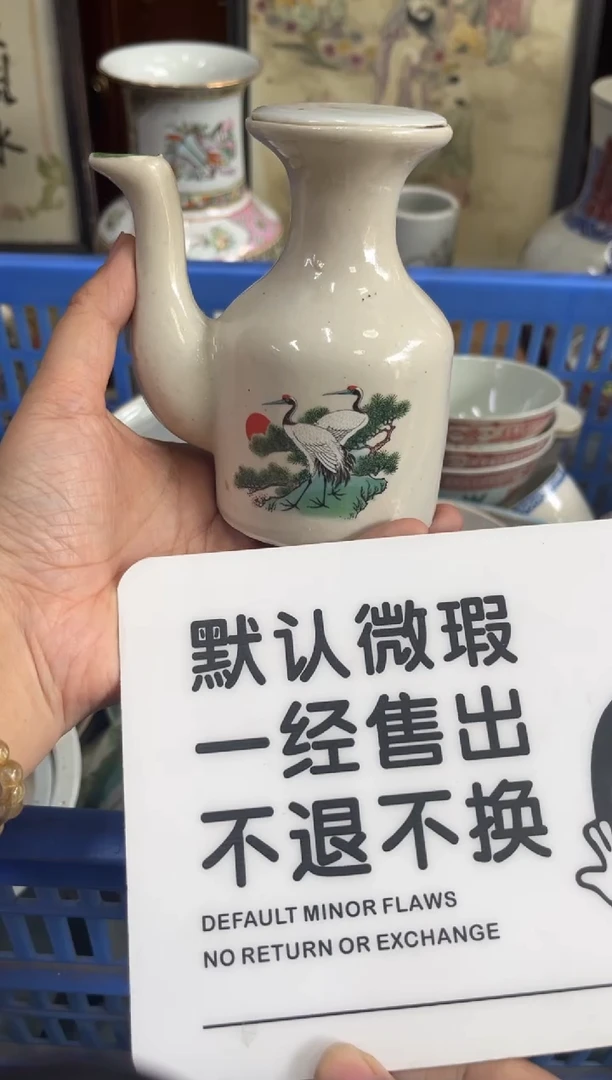 默认微瑕
一经售出
不退不换
DEFAULT MINOR FLAWS
NO RETURN OR EXCHANGE